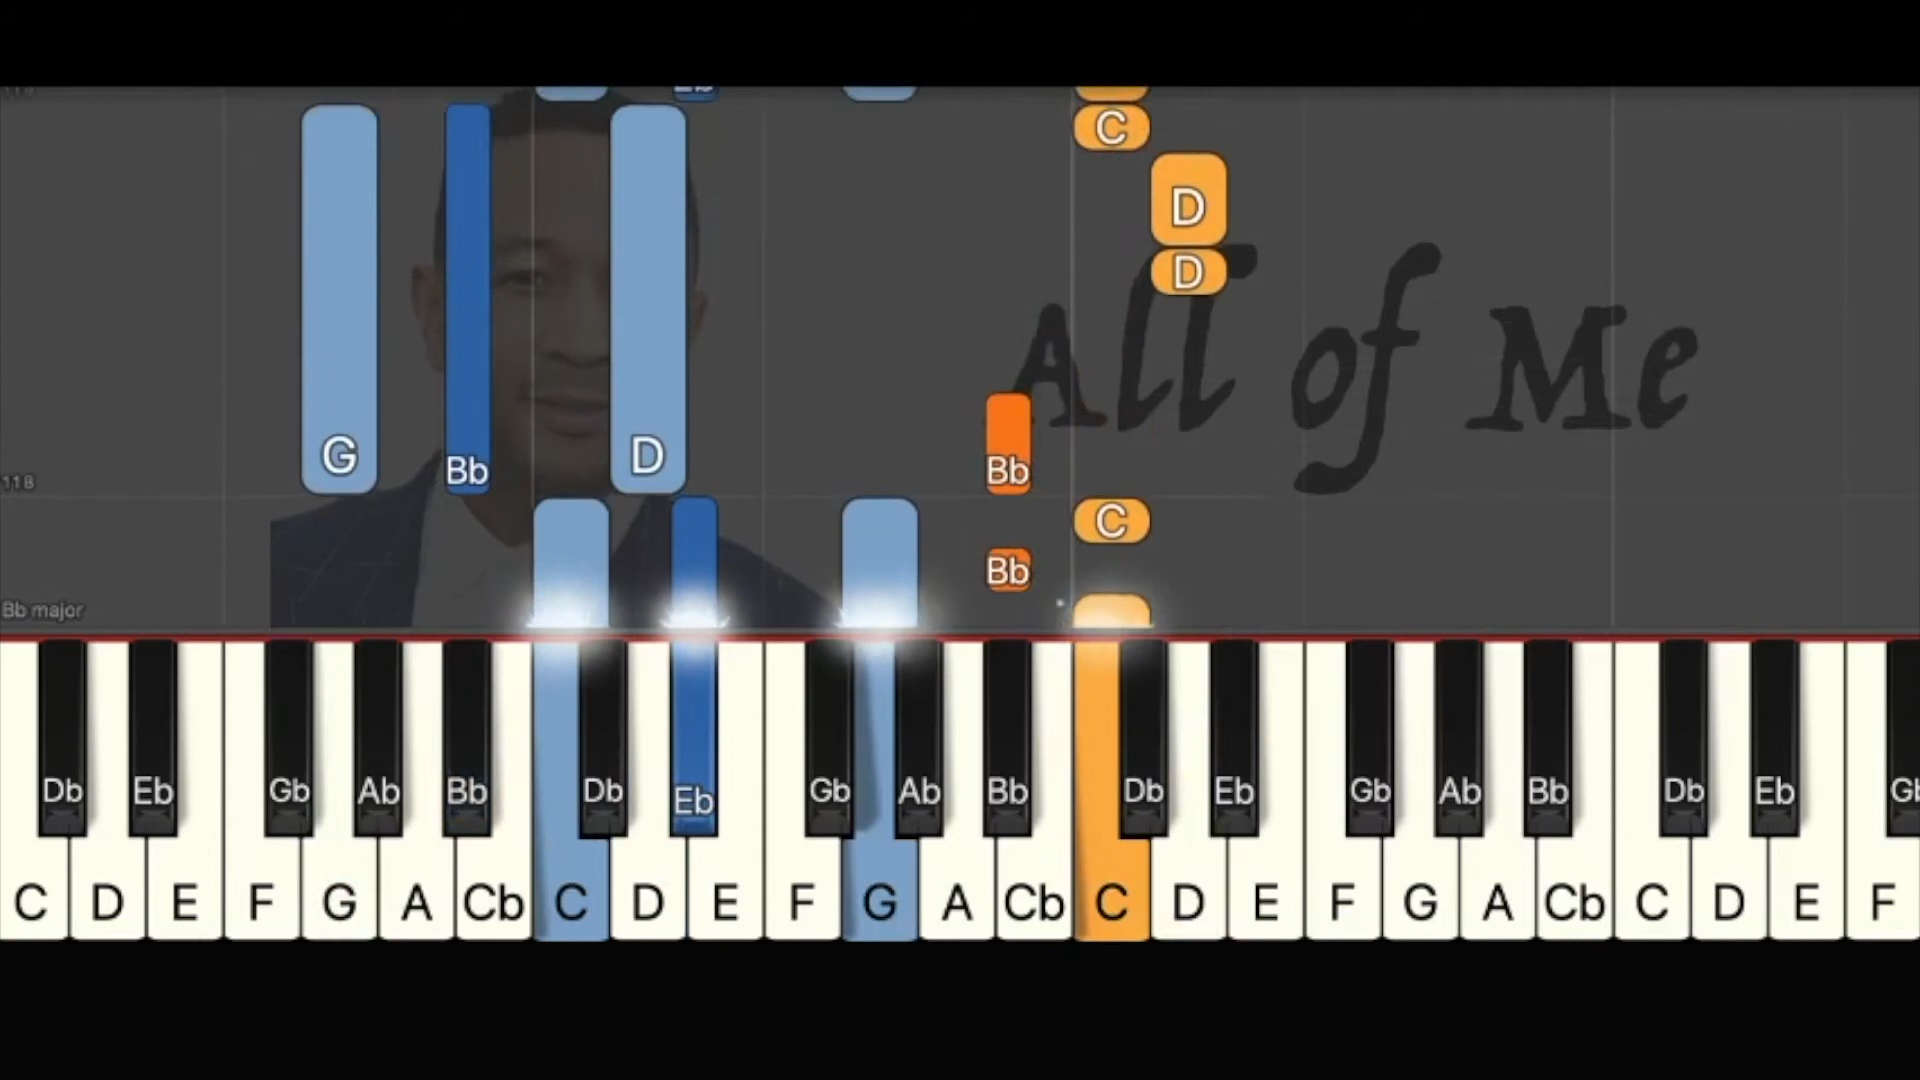 C
D
D
All of Me
G Bb D Bb
118
C
Bb
Bb major
Db Eb Gb Ab Bb Db Eb Gb Ab Bb Db Eb Gb Ab Bb Db Eb
C D E F G A Cb C D E F G A Cb C D E F G A Cb C D E F